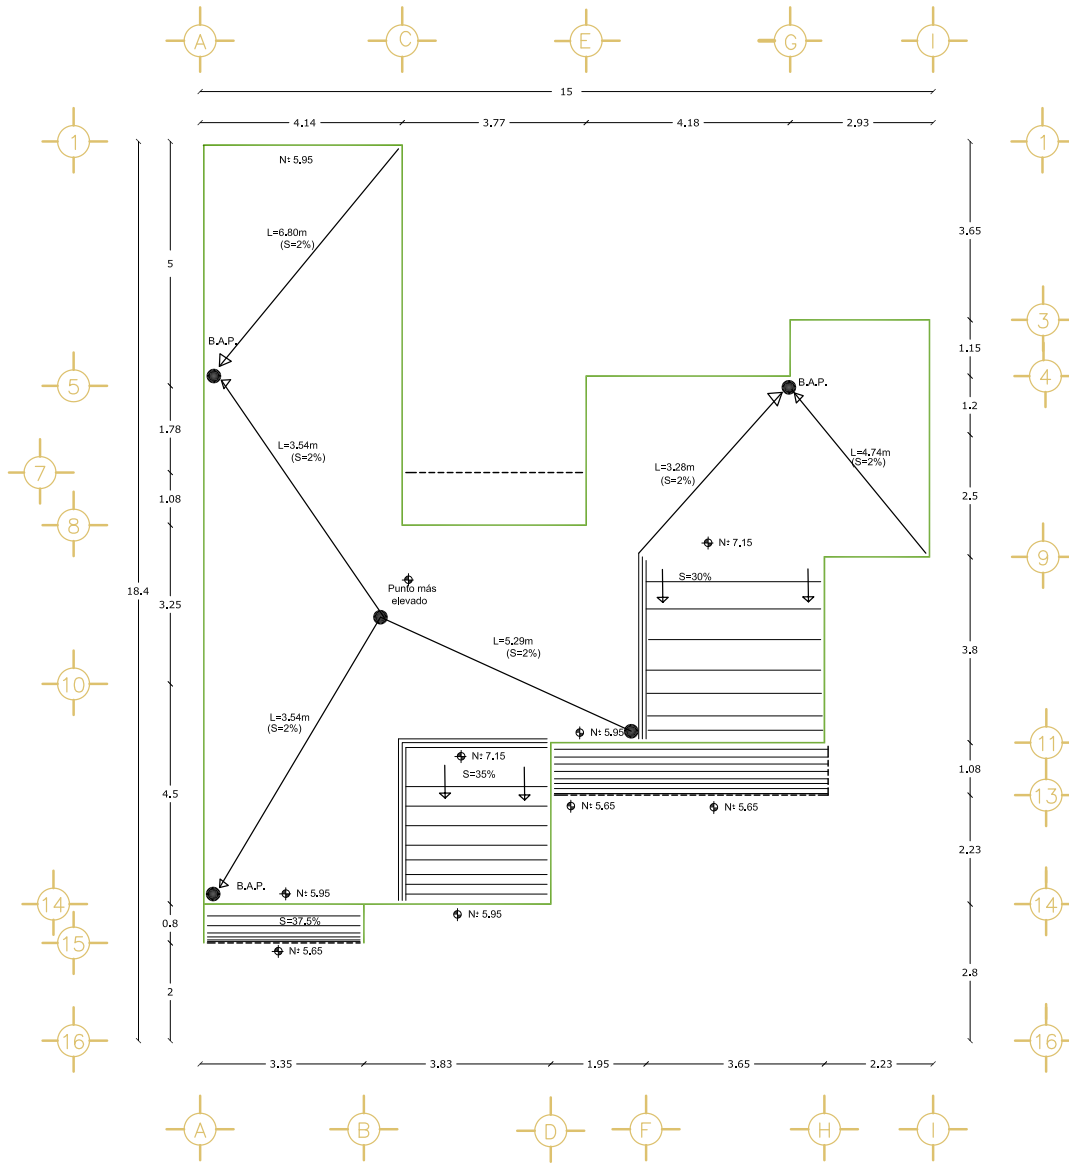 A
C
E
G
I
15
4.14
3.77
4.18
2.93
1
1
N: 5.95
L=6.80m
(S=2%)
3.65
5
3
B.A.P.
1.15
5
B.A.P.
4
1.2
1.78
L=3.54m
(S=2%)
L=3.28m
(S=2%)
L=4.74m
(S=2%)
7
1.08
2.5
8
N: 7.15
9
18.4
Punto más
elevado
S=30%
3.25
L=5.29m
(S=2%)
3.8
10
L=3.54m
(S=2%)
N: 5.95
11
N: 7.15
S=35%
1.08
4.5
13
N: 5.65
N: 5.65
2.23
B.A.P.
N: 5.95
14
N: 5.95
14
0.8
S=37.5%
15
N: 5.65
2.8
2
16
16
3.35
3.83
1.95
3.65
2.23
A
B
D
F
H
I